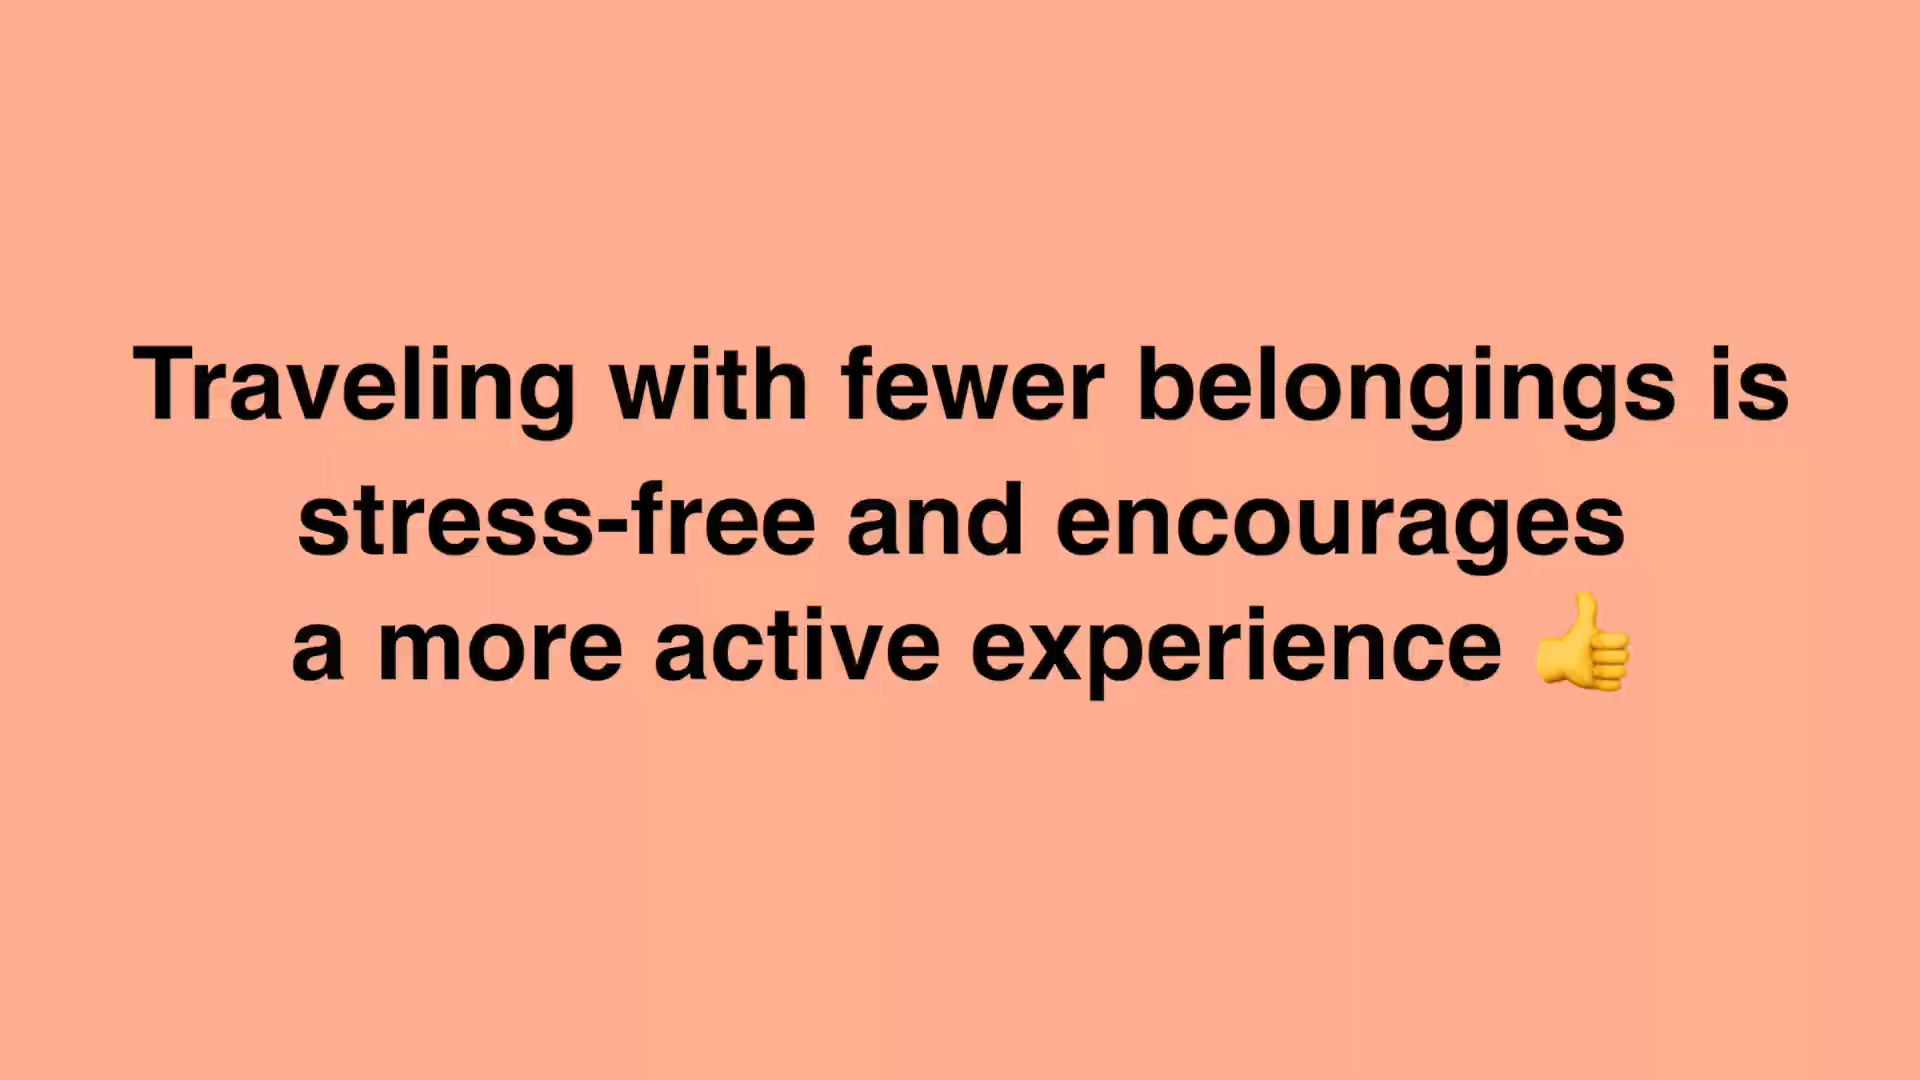 Traveling with fewer belongings is
stress-free and encourages
a more active experience 👍